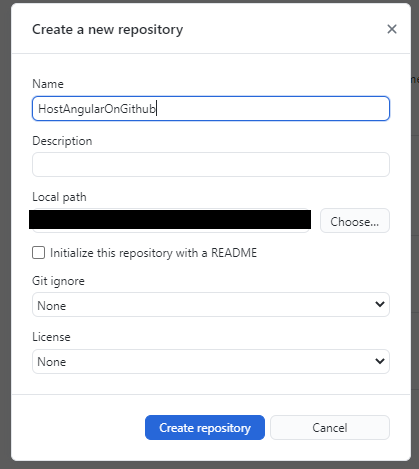 Create a new repository
Name
HostAngularOnGithub
Description
Local path
Choose...
Initialize this repository with a README
Git ignore
None
License
None
Create repository
Cancel